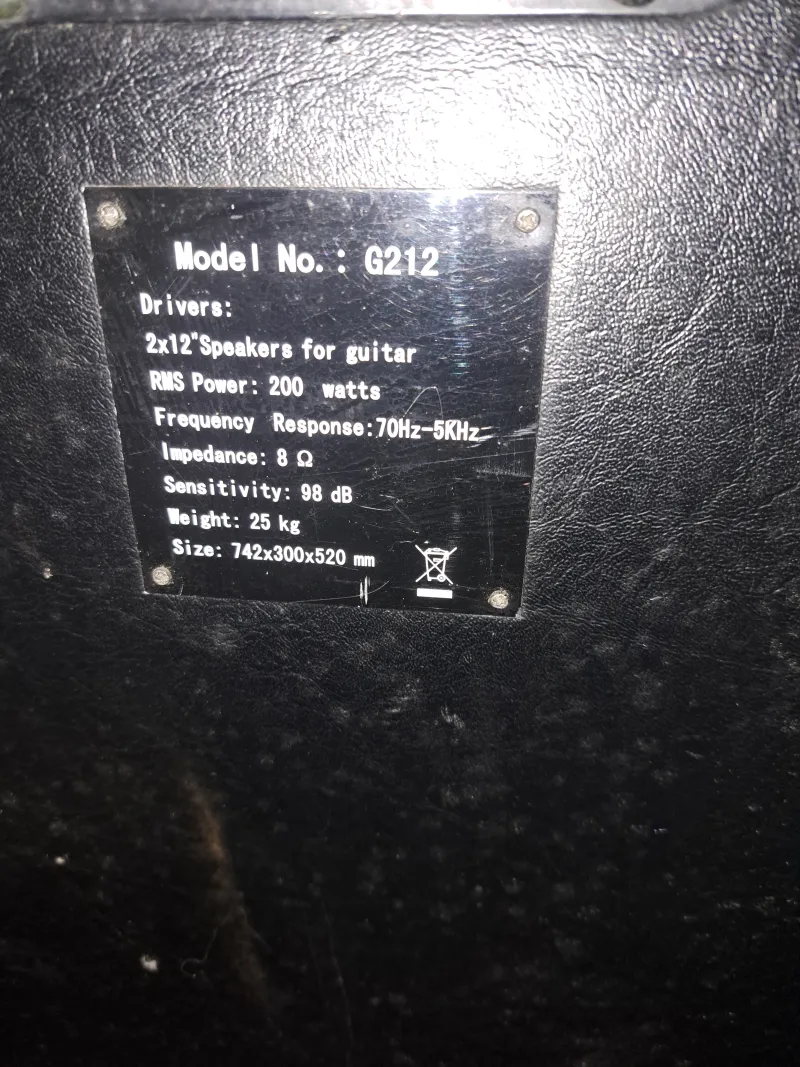 Model No.: G212
Drivers:
2x12"Speakers for guitar
RMS Power: 200 watts
Frequency Response:70Hz-5KHz
Impedance: 8 Ω
Sensitivity: 98 dB
Weight: 25 kg
Size: 742x300x520 mm